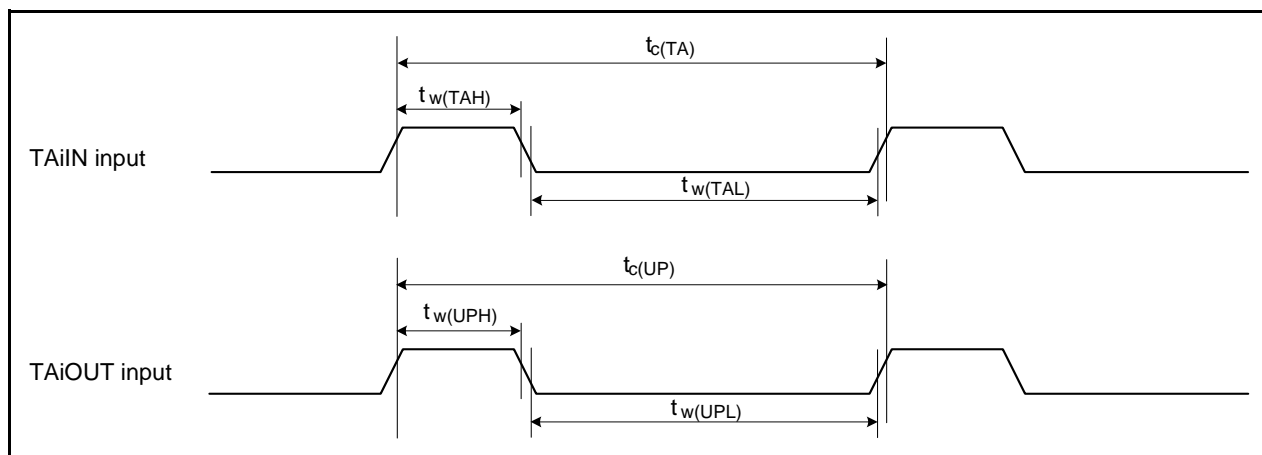 tc(TA)
tw(TAH)
TAiIN input
tw(TAL)
tc(UP)
tw(UPH)
TAiOUT input
tw(UPL)